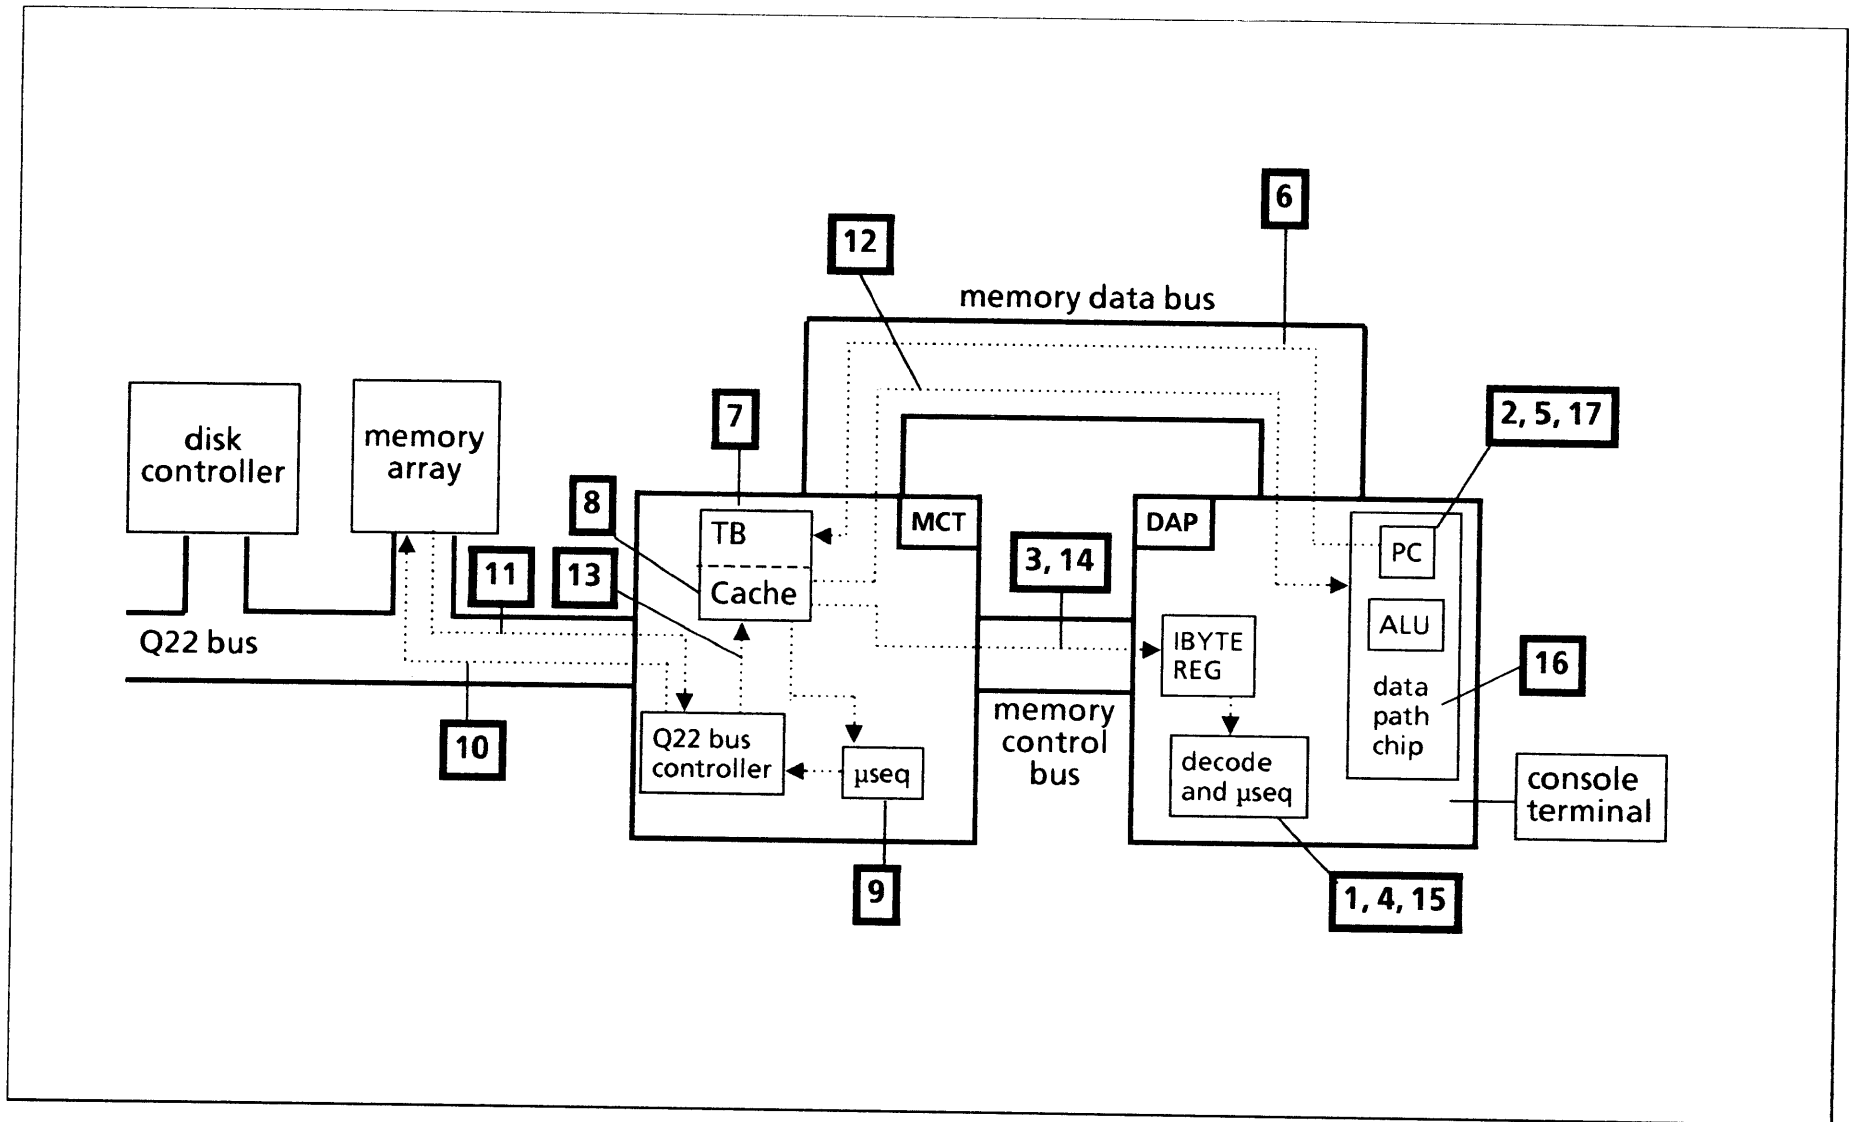 6
12
memory data bus
7
2, 5, 17
disk
controller
memory
array
8
TB
MCT
DAP
PC
3, 14
11
13
Cache
ALU
Q22 bus
IBYTE
REG
16
data
path
chip
10
memory
control
bus
Q22 bus
controller
µseq
decode
and µseq
console
terminal
9
1, 4, 15